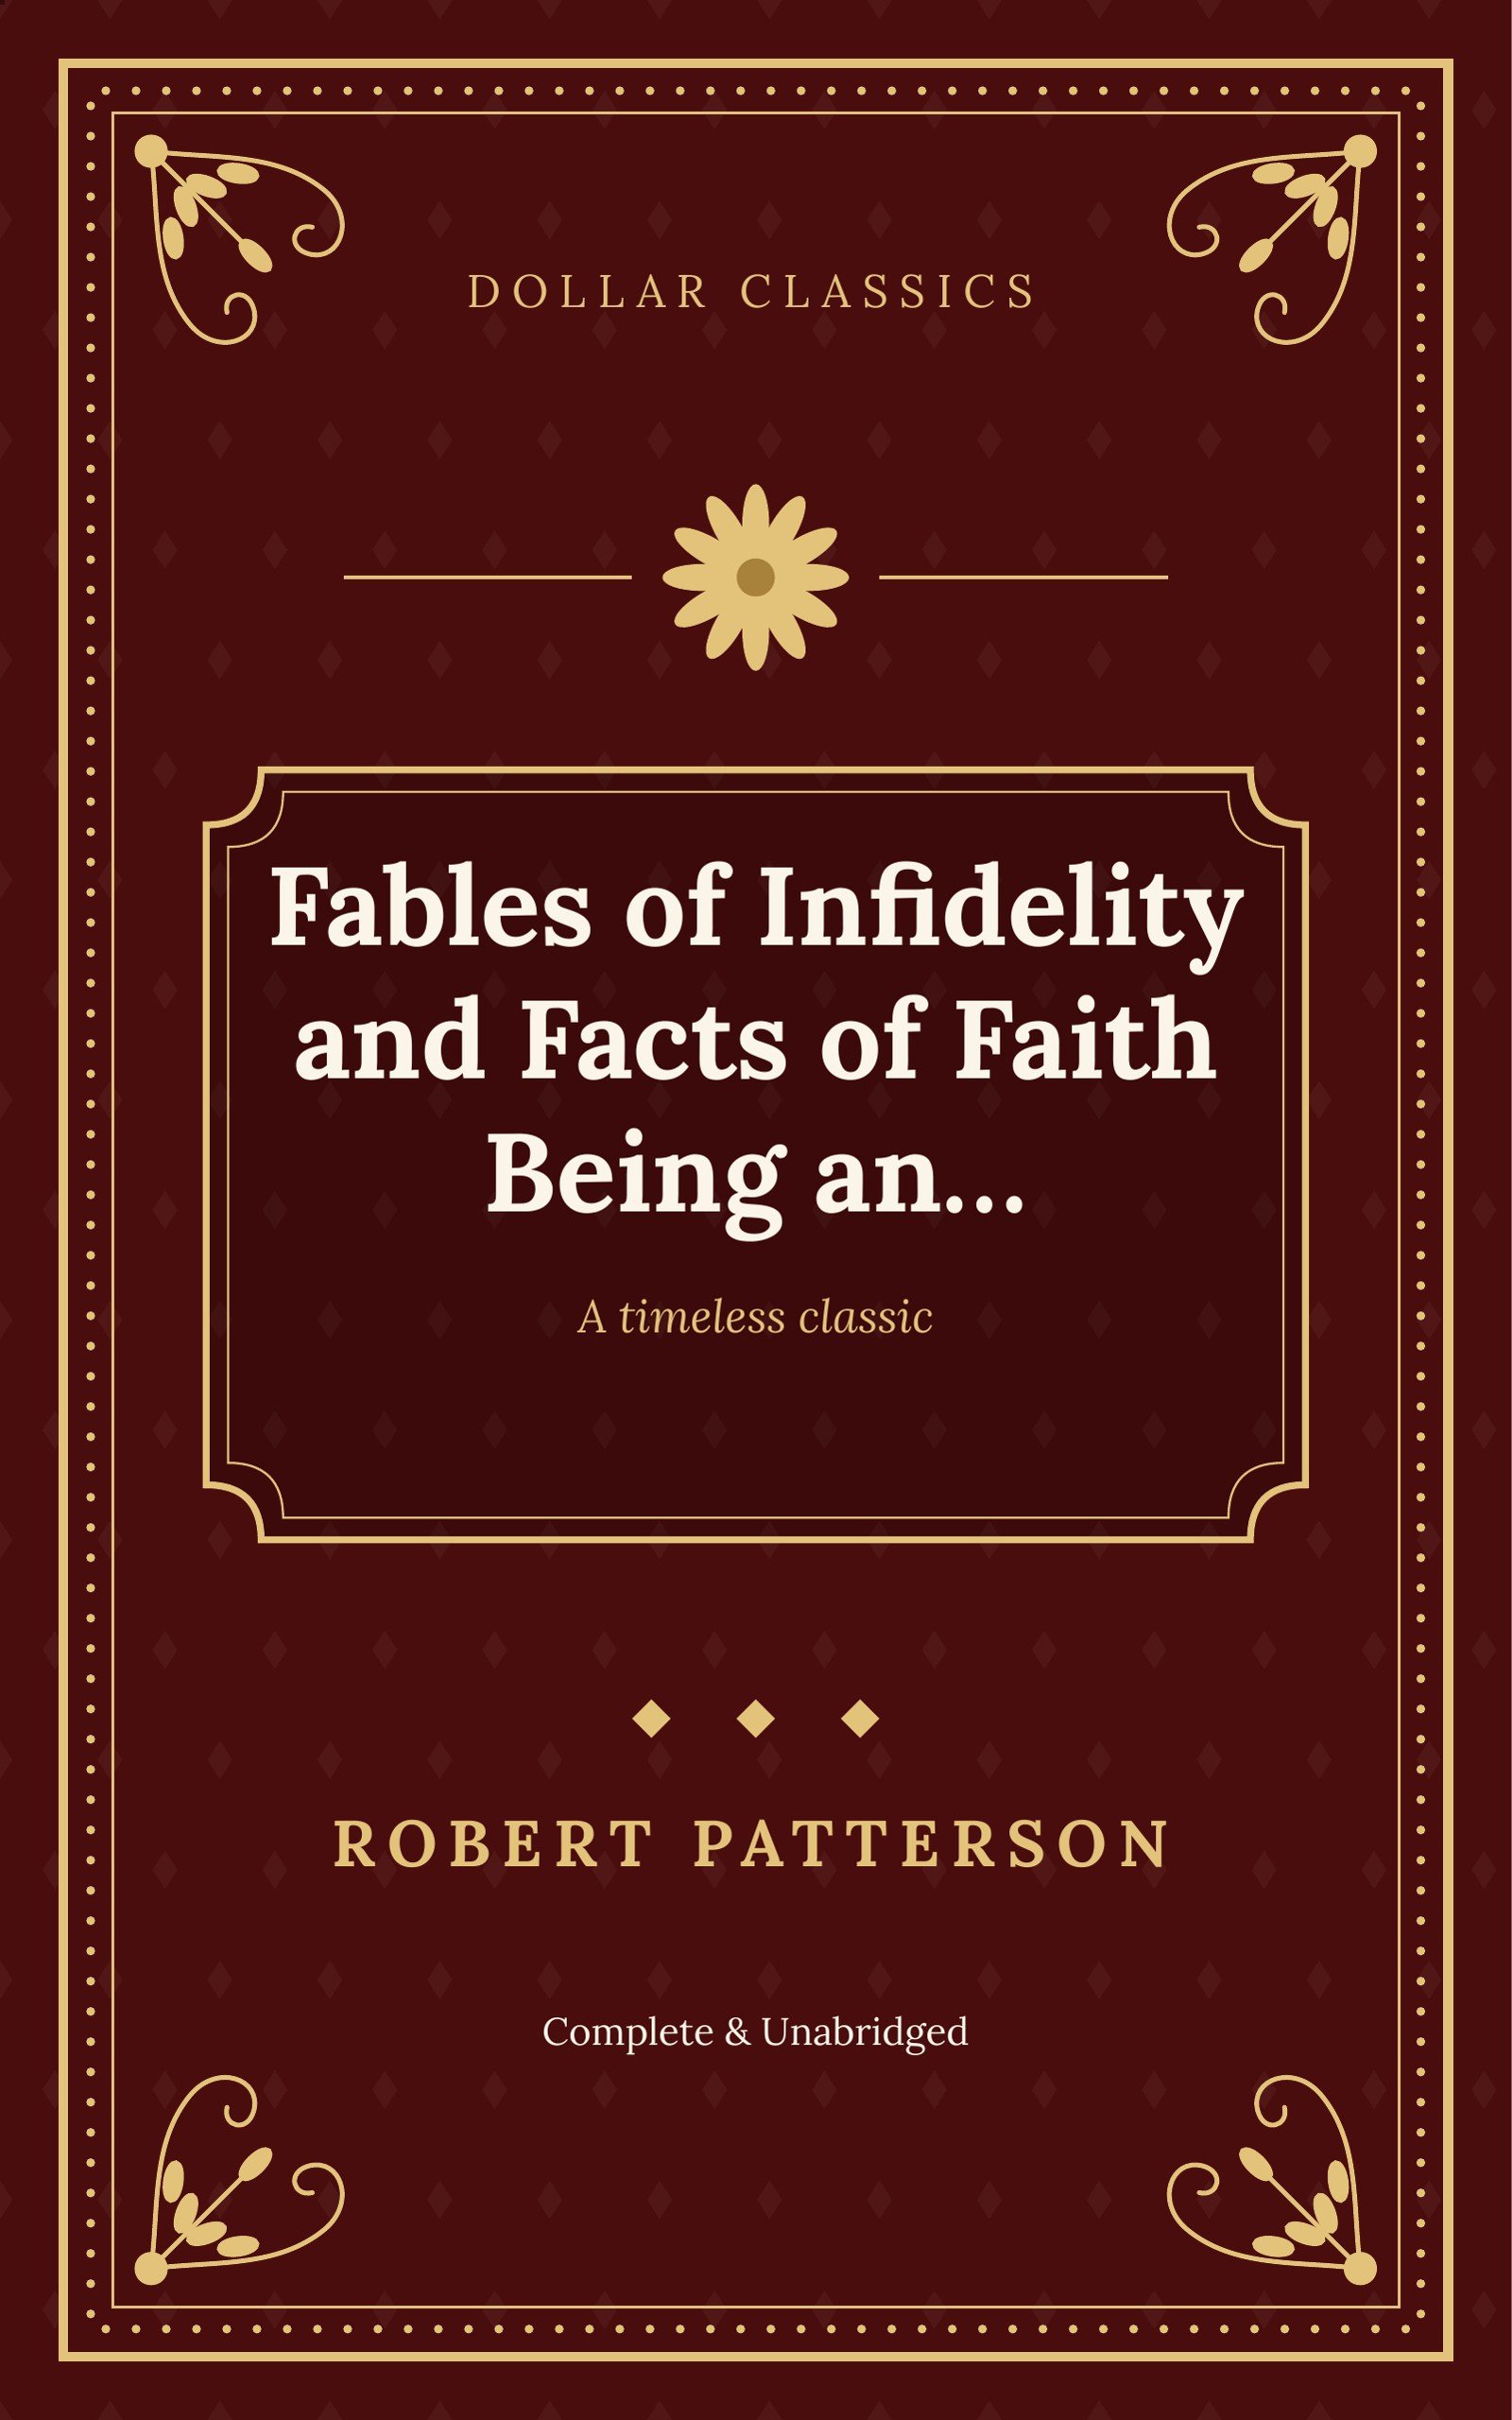 DOLLAR CLASSICS
Fables of Infidelity
and Facts of Faith
Being an...
A timeless classic
ROBERT PATTERSON
Complete & Unabridged